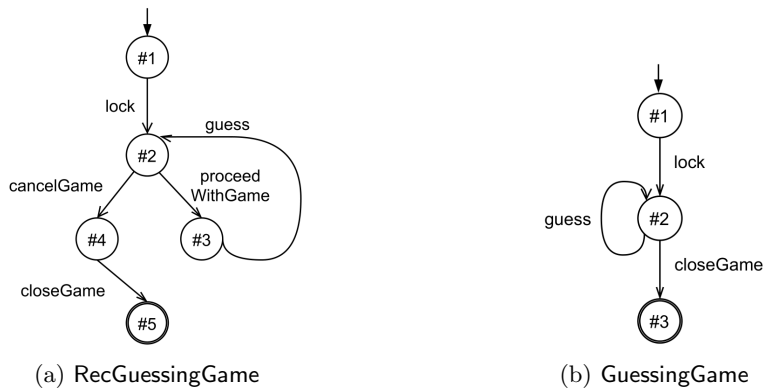 #1
lock
#2
guess
cancelGame
proceed
WithGame
#4
#3
closeGame
#5
(a) RecGuessingGame
#1
lock
guess
#2
closeGame
#3
(b) GuessingGame